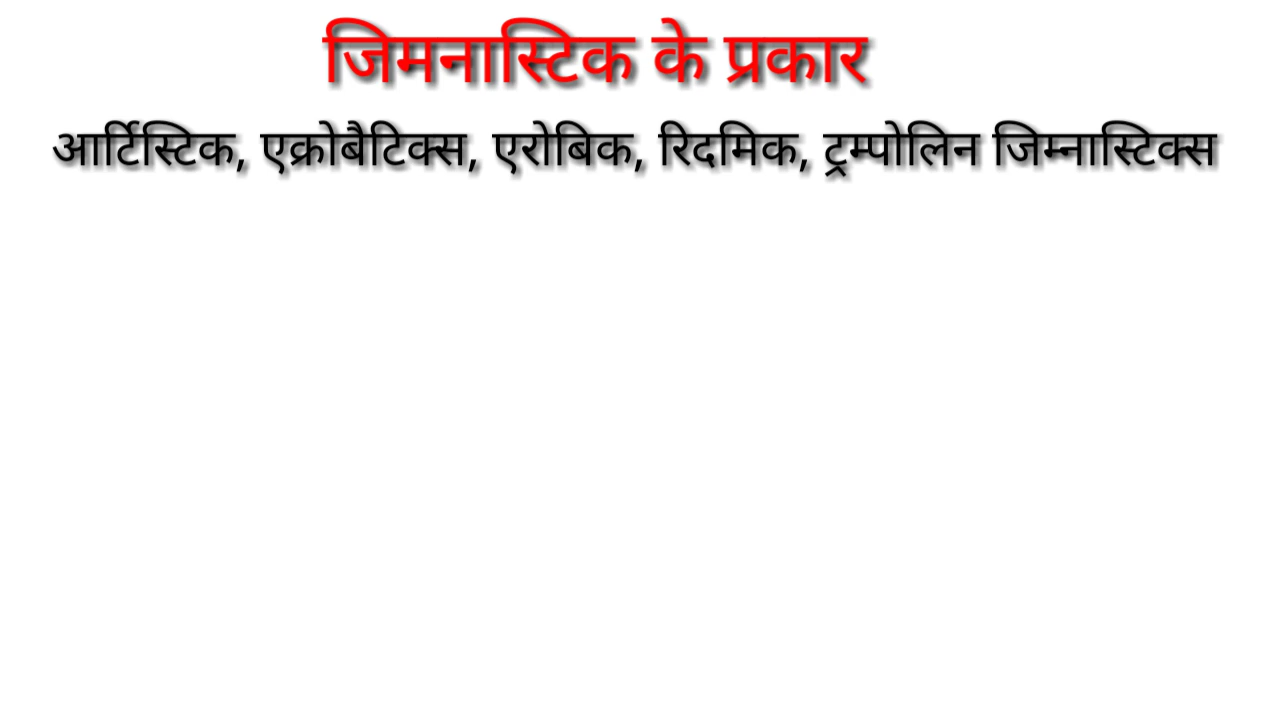 जिमनास्टिक के प्रकार
आर्टिस्टिक, एक्रोबैटिक्स, एरोबिक, रिदमिक, ट्रम्पोलिन जिम्नास्टिक्स